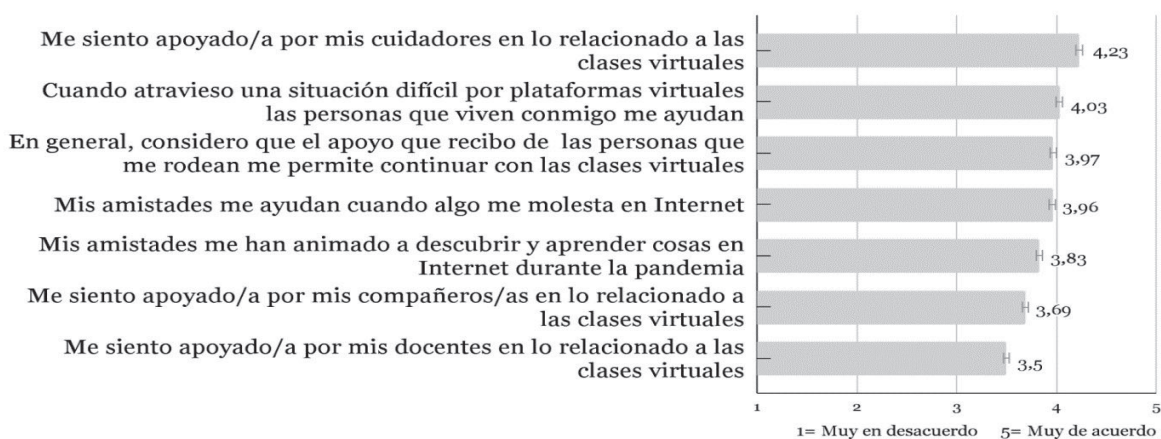 Me siento apoyado/a por mis cuidadores en lo relacionado a las
clases virtuales
4,23
Cuando atravieso una situación difícil por plataformas virtuales
las personas que viven conmigo me ayudan
4,03
En general, considero que el apoyo que recibo de las personas que
me rodean me permite continuar con las clases virtuales
3,97
Mis amistades me ayudan cuando algo me molesta en Internet
3,96
Mis amistades me han animado a descubrir y aprender cosas en
Internet durante la pandemia
3,83
Me siento apoyado/a por mis compañeros/as en lo relacionado a
las clases virtuales
3,69
Me siento apoyado/a por mis docentes en lo relacionado a las
clases virtuales
3,5
1 2 3 4 5
1= Muy en desacuerdo 5= Muy de acuerdo